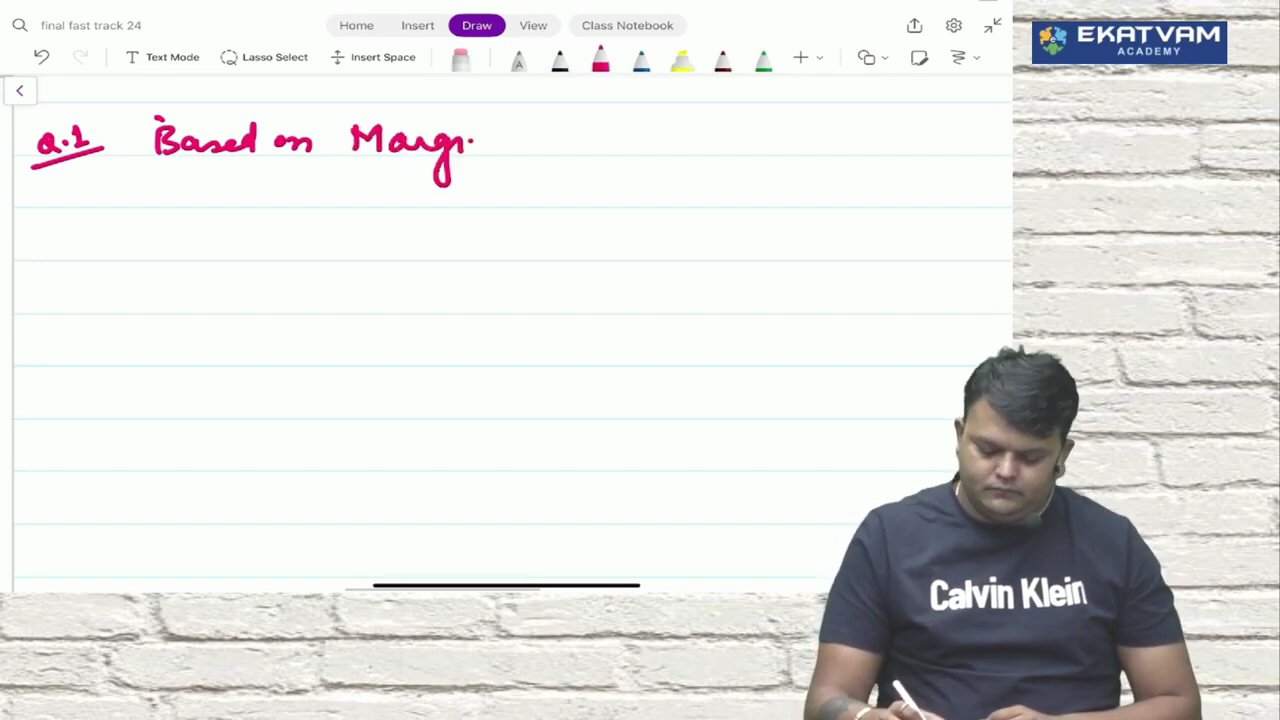 final fast track 24
Home Insert Draw View Class Notebook
EKATVAM
ACADEMY
Text Mode Lasso Select Insert Space A
Q.1 Based on
Calvin Klein